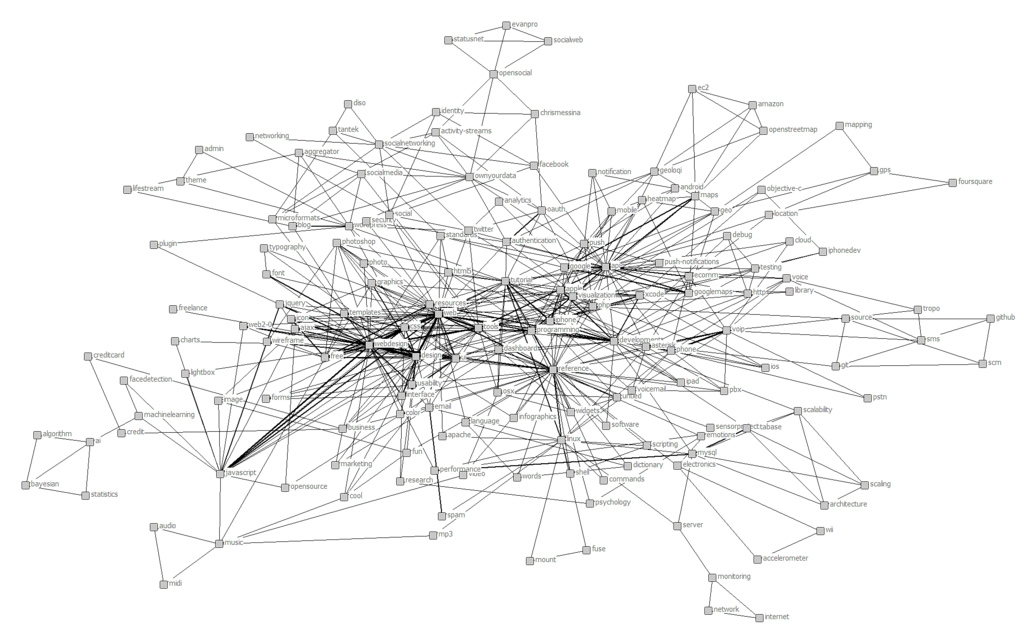 evanpro
statusnet
socialweb
opensocial
ec2
diso
identity
chrismessina
amazon
tantek
activity-streams
openstreetmap
mapping
networking
socialnetworking
admin
aggregator
facebook
socialmedia
ownyourdata
notification
geoloqi
gps
theme
foursquare
lifestream
android
maps
objective-c
analytics
heatmap
microformats
security
social
oauth
mobile
geo
location
blog
wordpress
twitter
standards
debug
plugin
photoshop
authentication
push
cloud
typography
iphonedev
photo
google
push-notifications
font
html5
testing
graphics
tutorial
telecomm
voice
apple
googlemaps
http
library
freelance
jquery
resources
visualization
xcode
php
tropo
templates
web
source
github
icon
iphone
web2.0
ajax
css
tools
programming
voip
charts
wireframe
webdesign
development
sms
creditcard
free
design
dashboard
asterisk
phone
scm
lightbox
reference
ios
git
facedetection
usability
ipad
image
forms
interface
osx
voicemail
pbx
pstn
machinelearning
color
email
infographics
widgets
scalability
algorithm
ai
credit
business
language
software
apache
emotions
fun
linux
scripting
mysql
bayesian
javascript
marketing
performance
video
shell
dictionary
electronics
statistics
opensource
cool
research
words
commands
scaling
psychology
architecture
audio
spam
server
wii
music
mp3
fuse
mount
accelerometer
midi
monitoring
network
internet